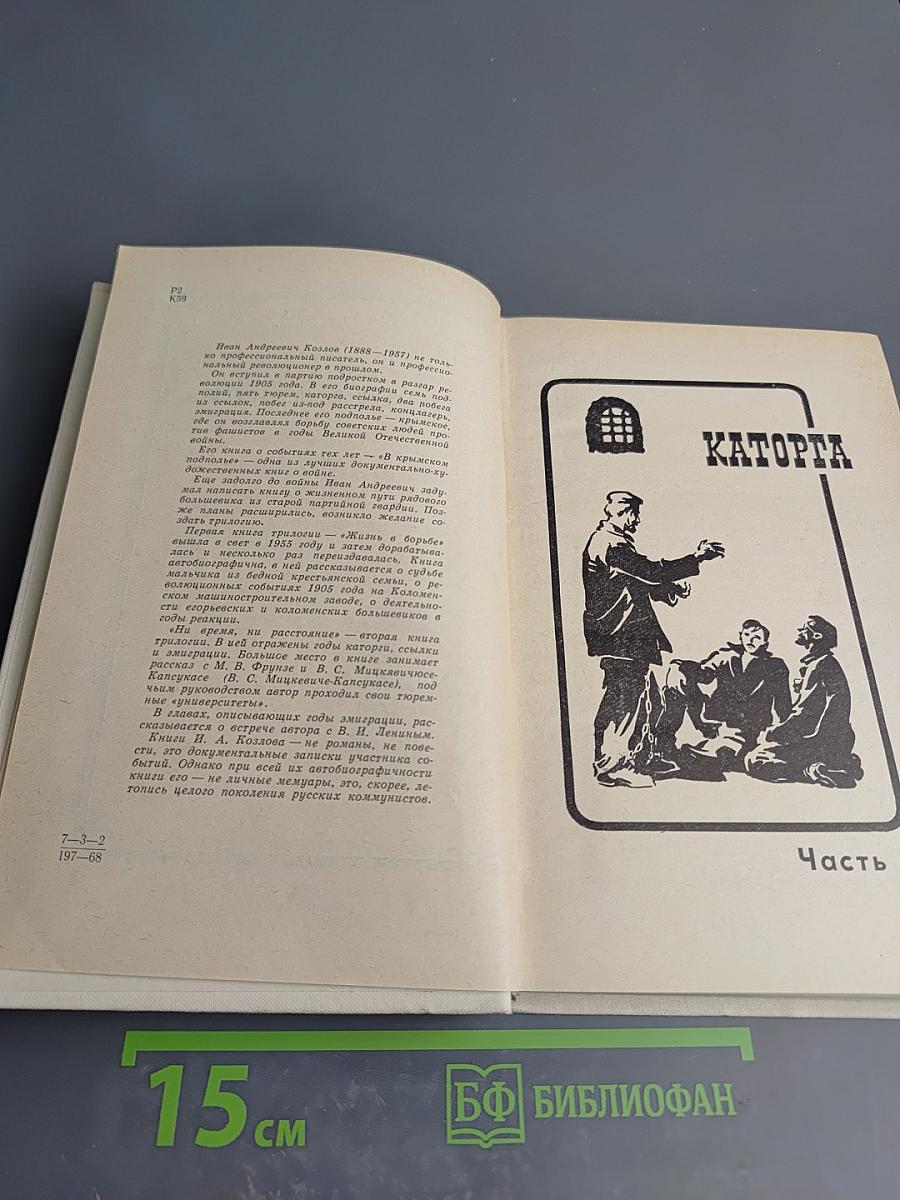 Р2
К59
Иван Андреевич Козлов (1888—1957) не толь-
ко профессиональный писатель, он и профессио-
нальный революционер в прошлом.
Он вступил в партию подростком в разгар ре-
волюции 1905 года. В его биографии семь под-
полий, пять тюрем, каторга, ссылка, два побега
из ссылок, побег из-под расстрела, концлагерь,
эмиграция. Последнее его подполье — крымское,
где он возглавлял борьбу советских людей про-
тив фашистов в годы Великой Отечественной
войны.
Его книга о событиях тех лет — «В крымском
подполье» — одна из лучших документально-ху-
дожественных книг о войне.
Еще задолго до войны Иван Андреевич заду-
мал написать книгу о жизненном пути рядового
большевика из старой партийной гвардии. Поз-
же планы расширились, возникло желание со-
здать трилогию.
Первая книга трилогии — «Жизнь в борьбе»
вышла в свет в 1955 году и затем дорабатыва-
лась и несколько раз переиздавалась. Книга
автобиографична, в ней рассказывается о судьбе
мальчика из бедной крестьянской семьи, о ре-
волюционных событиях 1905 года на Коломен-
ском машиностроительном заводе, о деятельно-
сти егорьевских и коломенских большевиков в
годы реакции.
«Ни время, ни расстояние» — вторая книга
трилогии. В ней отражены годы каторги, ссылки
и эмиграции. Большое место в книге занимает
рассказ с М. В. Фрунзе и В. С. Мицкявичюсе-
Капсукасе (В. С. Мицкевиче-Капсукасе), под
чьим руководством автор проходил свои тюрем-
ные «университеты».
В главах, описывающих годы эмиграции, рас-
сказывается о встрече автора с В. И. Лениным.
Книги И. А. Козлова — не романы, не пове-
сти, это документальные записки участника со-
бытий. Однако при всей их автобиографичности
книги его — не личные мемуары, это, скорее, ле-
топись целого поколения русских коммунистов.
7—3—2
197—68
КАТОРГА
Часть
15 см
БФ БИБЛИОФАН